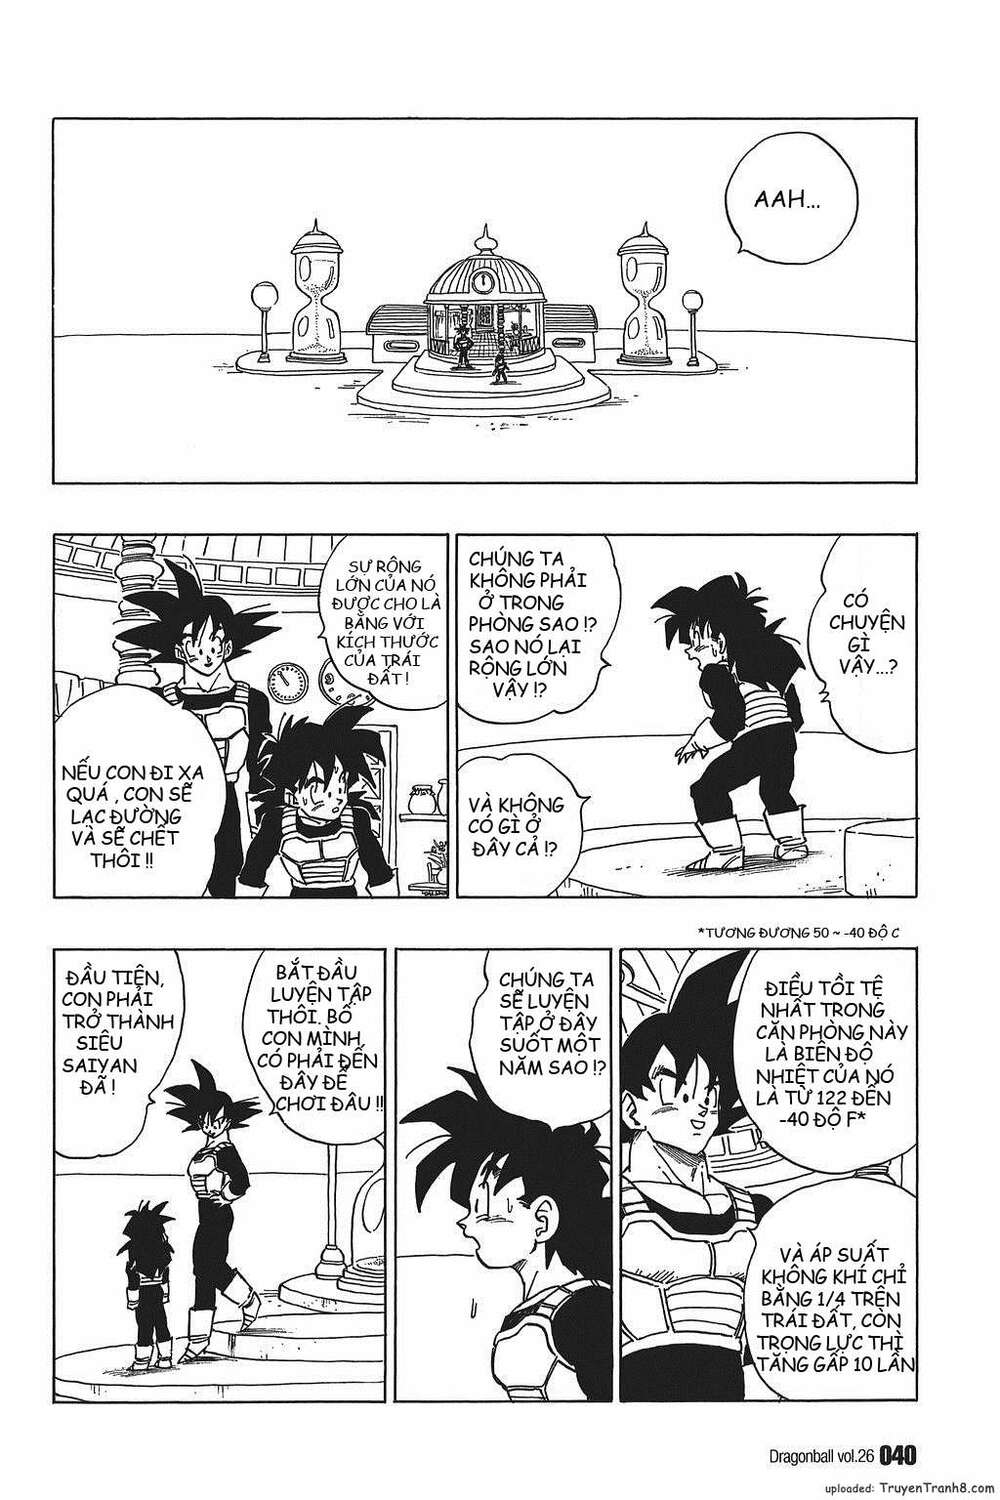 AAH...
CÓ
CHUYỆN
GÌ
VẬY...?
CHÚNG TA
KHÔNG PHẢI
Ở TRONG
PHÒNG SAO !?
SAO NÓ LẠI
RỘNG LỚN
VẬY !?
VÀ KHÔNG
CÓ GÌ Ở
ĐÂY CẢ !?
SỰ RỘNG
LỚN CỦA NÓ
ĐƯỢC CHO LÀ
BẰNG VỚI
KÍCH THƯỚC
CỦA TRÁI
ĐẤT !
NẾU CON ĐI XA
QUÁ , CON SẼ
LẠC ĐƯỜNG
VÀ SẼ CHẾT
THÔI !!
*TƯƠNG ĐƯƠNG 50 ~ -40 ĐỘ C
ĐIỀU TỒI TỆ
NHẤT TRONG
CĂN PHÒNG NÀY
LÀ BIÊN ĐỘ
NHIỆT CỦA NÓ
LÀ TỪ 122 ĐẾN
-40 ĐỘ F*
VÀ ÁP SUẤT
KHÔNG KHÍ CHỈ
BẰNG 1/4 TRÊN
TRÁI ĐẤT, CÒN
TRỌNG LỰC THÌ
TĂNG GẤP 10 LẦN
CHÚNG TA
SẼ LUYỆN
TẬP Ở ĐÂY
SUỐT MỘT
NĂM SAO !?
BẮT ĐẦU
LUYỆN TẬP
THÔI. BỐ
CON MÌNH
CÓ PHẢI ĐẾN
ĐÂY ĐỂ
CHƠI ĐÂU !!
ĐẦU TIÊN,
CON PHẢI
TRỞ THÀNH
SIÊU
SAIYAN
ĐÃ !
Dragonball vol.26 040
uploaded: TruyenTranh8.com